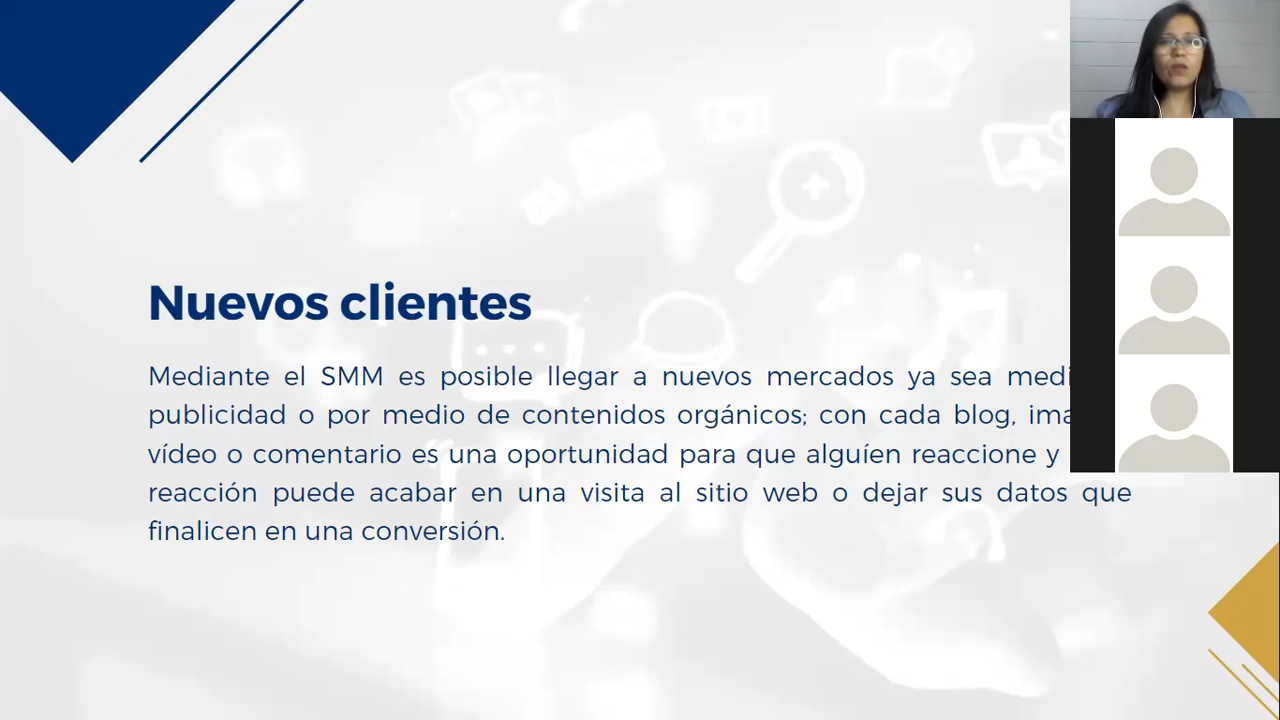 Nuevos clientes
Mediante el SMM es posible llegar a nuevos mercados ya sea
publicidad o por medio de contenidos orgánicos; con cada blog,
vídeo o comentario es una oportunidad para que alguíen reaccione y
reacción puede acabar en una visita al sitio web o dejar sus datos que
finalicen en una conversión.